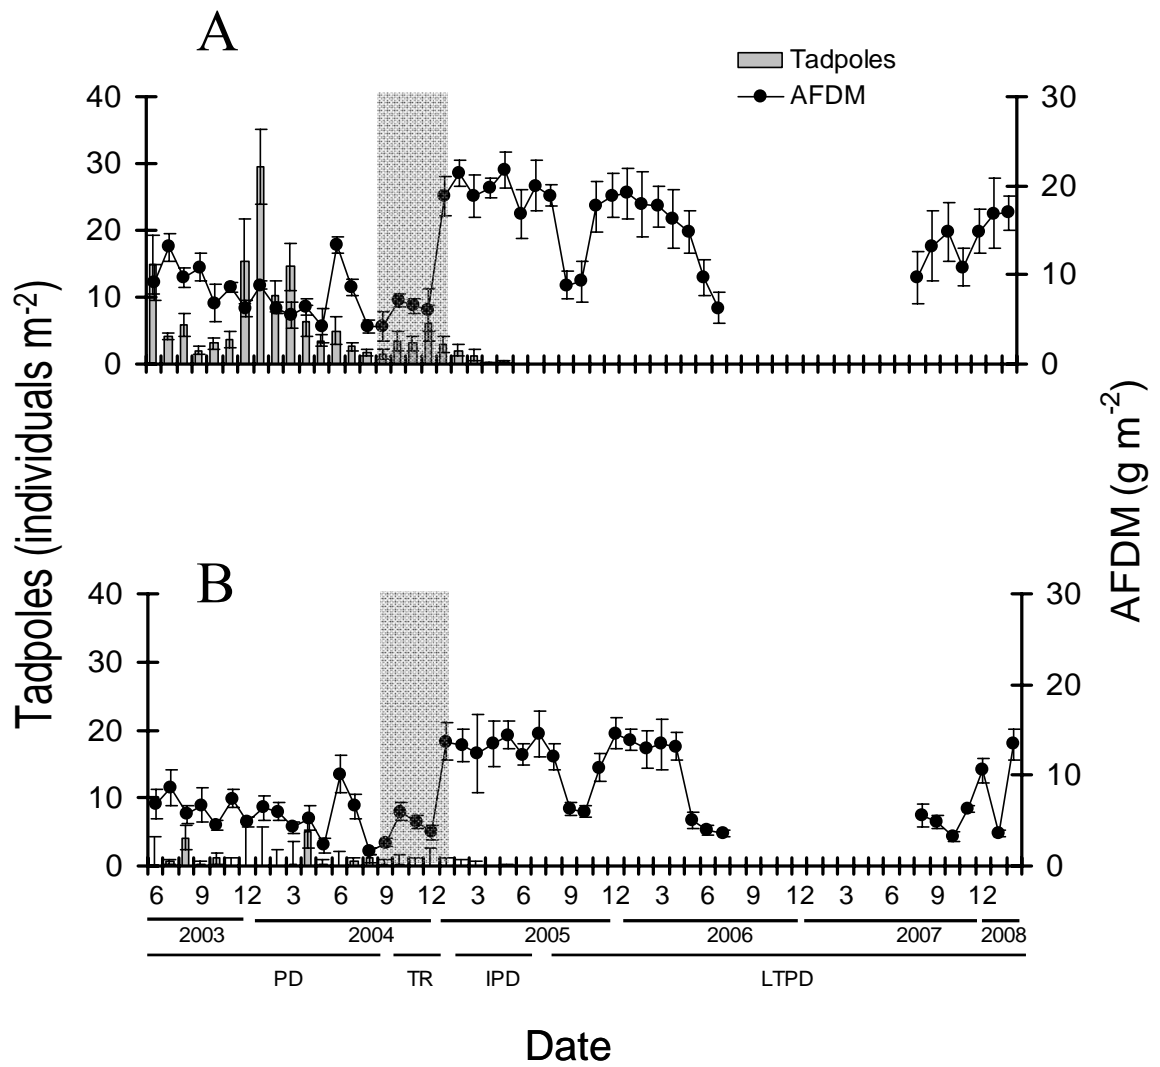 A
Tadpoles
AFDM
40
30
20
10
0
30
20
10
0
Tadpoles (individuals m-2)
AFDM (g m-2)
B
40
30
20
10
0
30
20
10
0
6 9 12 3 6 9 12 3 6 9 12 3 6 9 12 3 6 9 12
2003 2004 2005 2006 2007 2008
PD TR IPD LTPD
Date